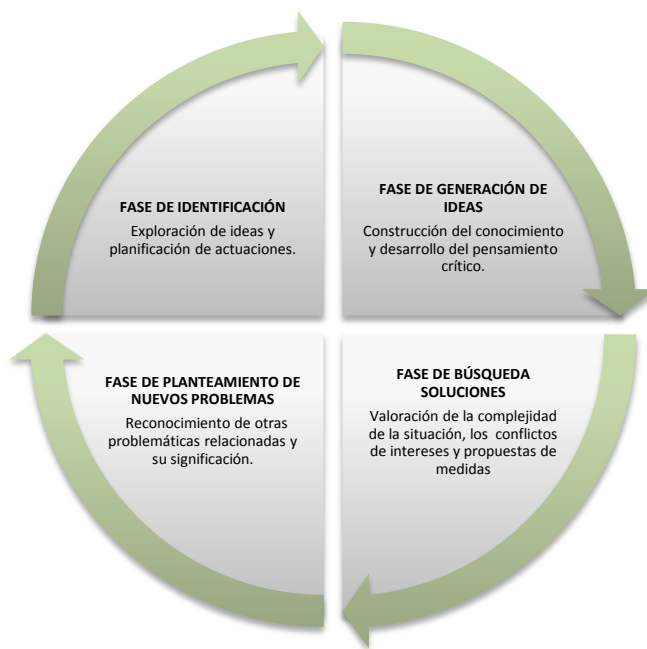 FASE DE IDENTIFICACIÓN
Exploración de ideas y
planificación de actuaciones.
FASE DE GENERACIÓN DE
IDEAS
Construcción del conocimiento
y desarrollo del pensamiento
crítico.
FASE DE PLANTEAMIENTO DE
NUEVOS PROBLEMAS
Reconocimiento de otras
problemáticas relacionadas y
su significación.
FASE DE BÚSQUEDA
SOLUCIONES
Valoración de la complejidad
de la situación, los conflictos
de intereses y propuestas de
medidas